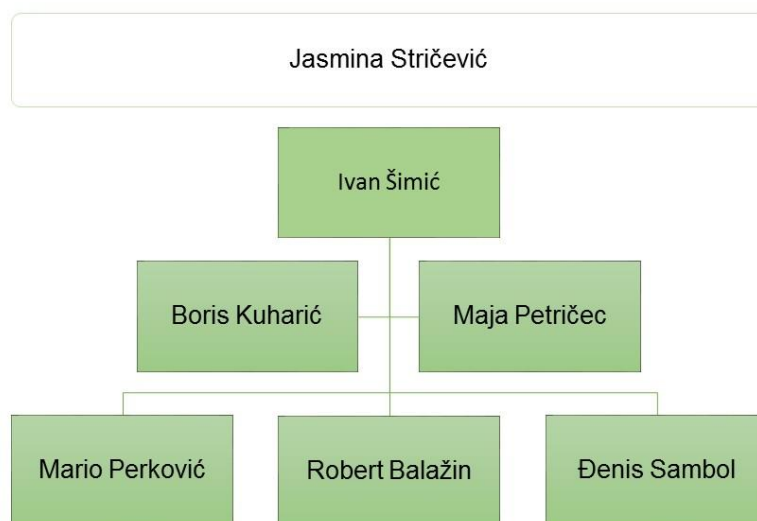 Jasmina Stričević
Ivan Šimić
Boris Kuharić
Maja Petričec
Mario Perković
Robert Balažin
Đenis Sambol